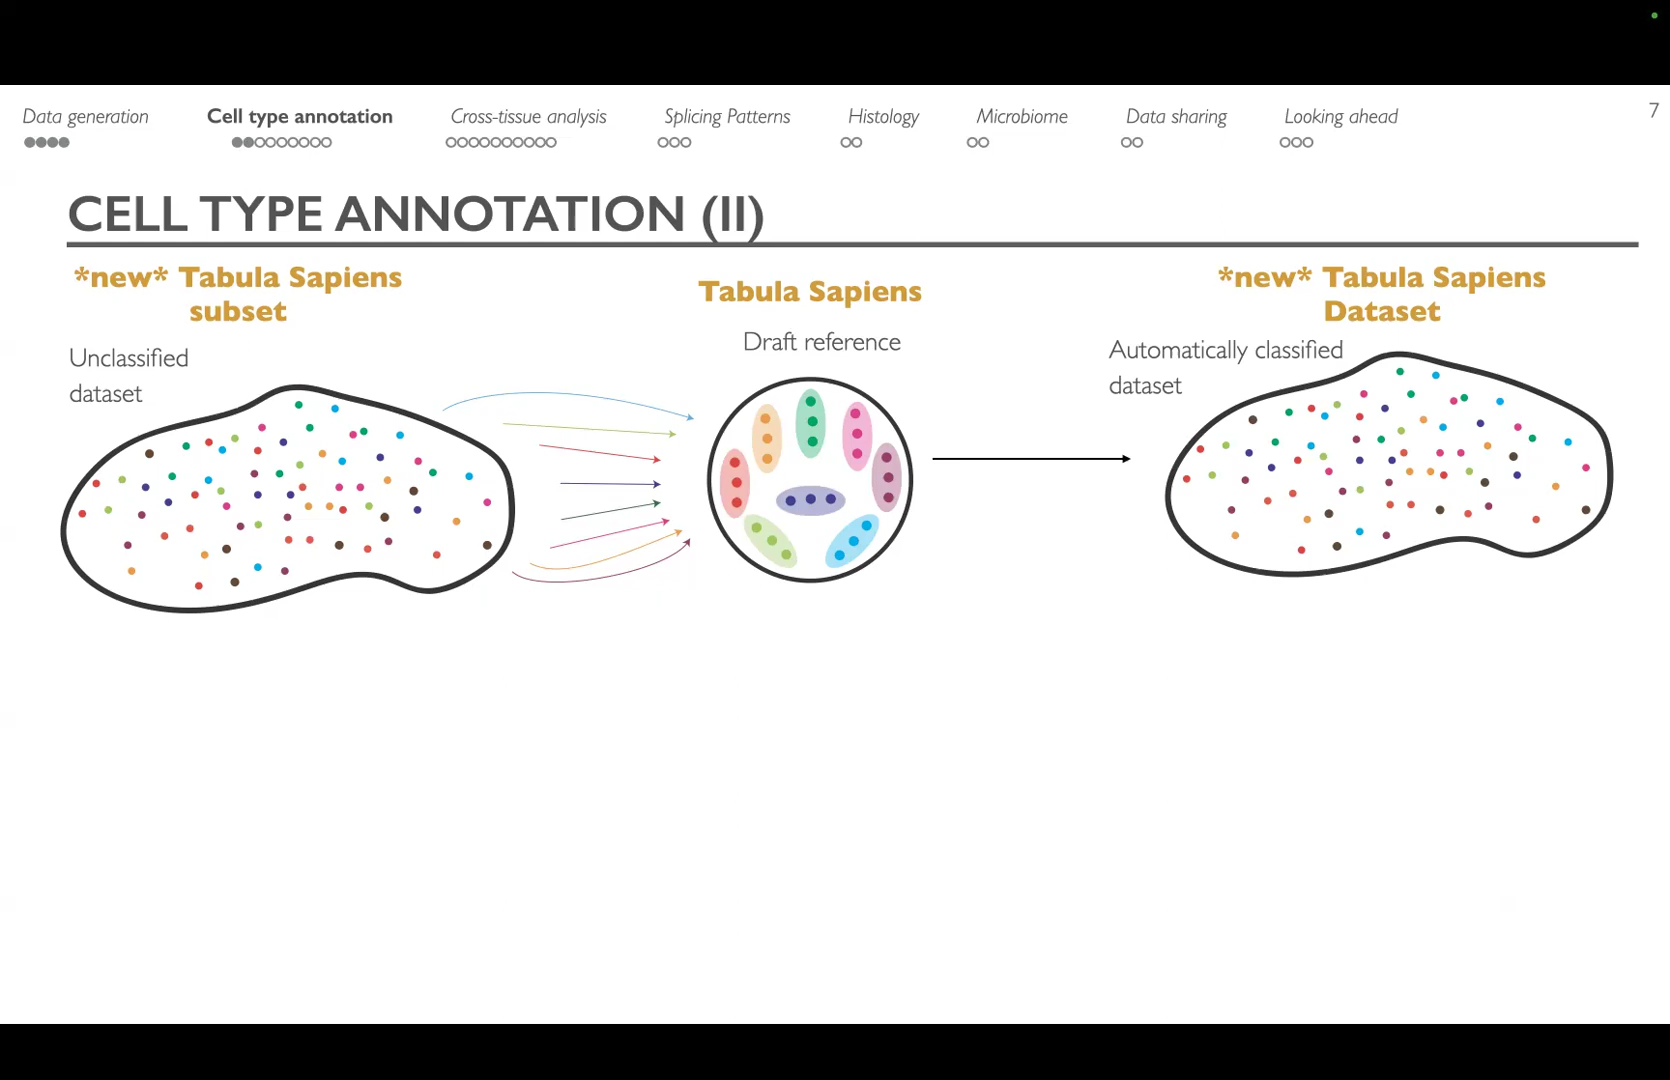 Data generation
Cell type annotation
Cross-tissue analysis
Splicing Patterns
Histology
Microbiome
Data sharing
Looking ahead
7
CELL TYPE ANNOTATION (II)
*new* Tabula Sapiens
subset
Unclassified
dataset
Tabula Sapiens
Draft reference
*new* Tabula Sapiens
Dataset
Automatically classified
dataset